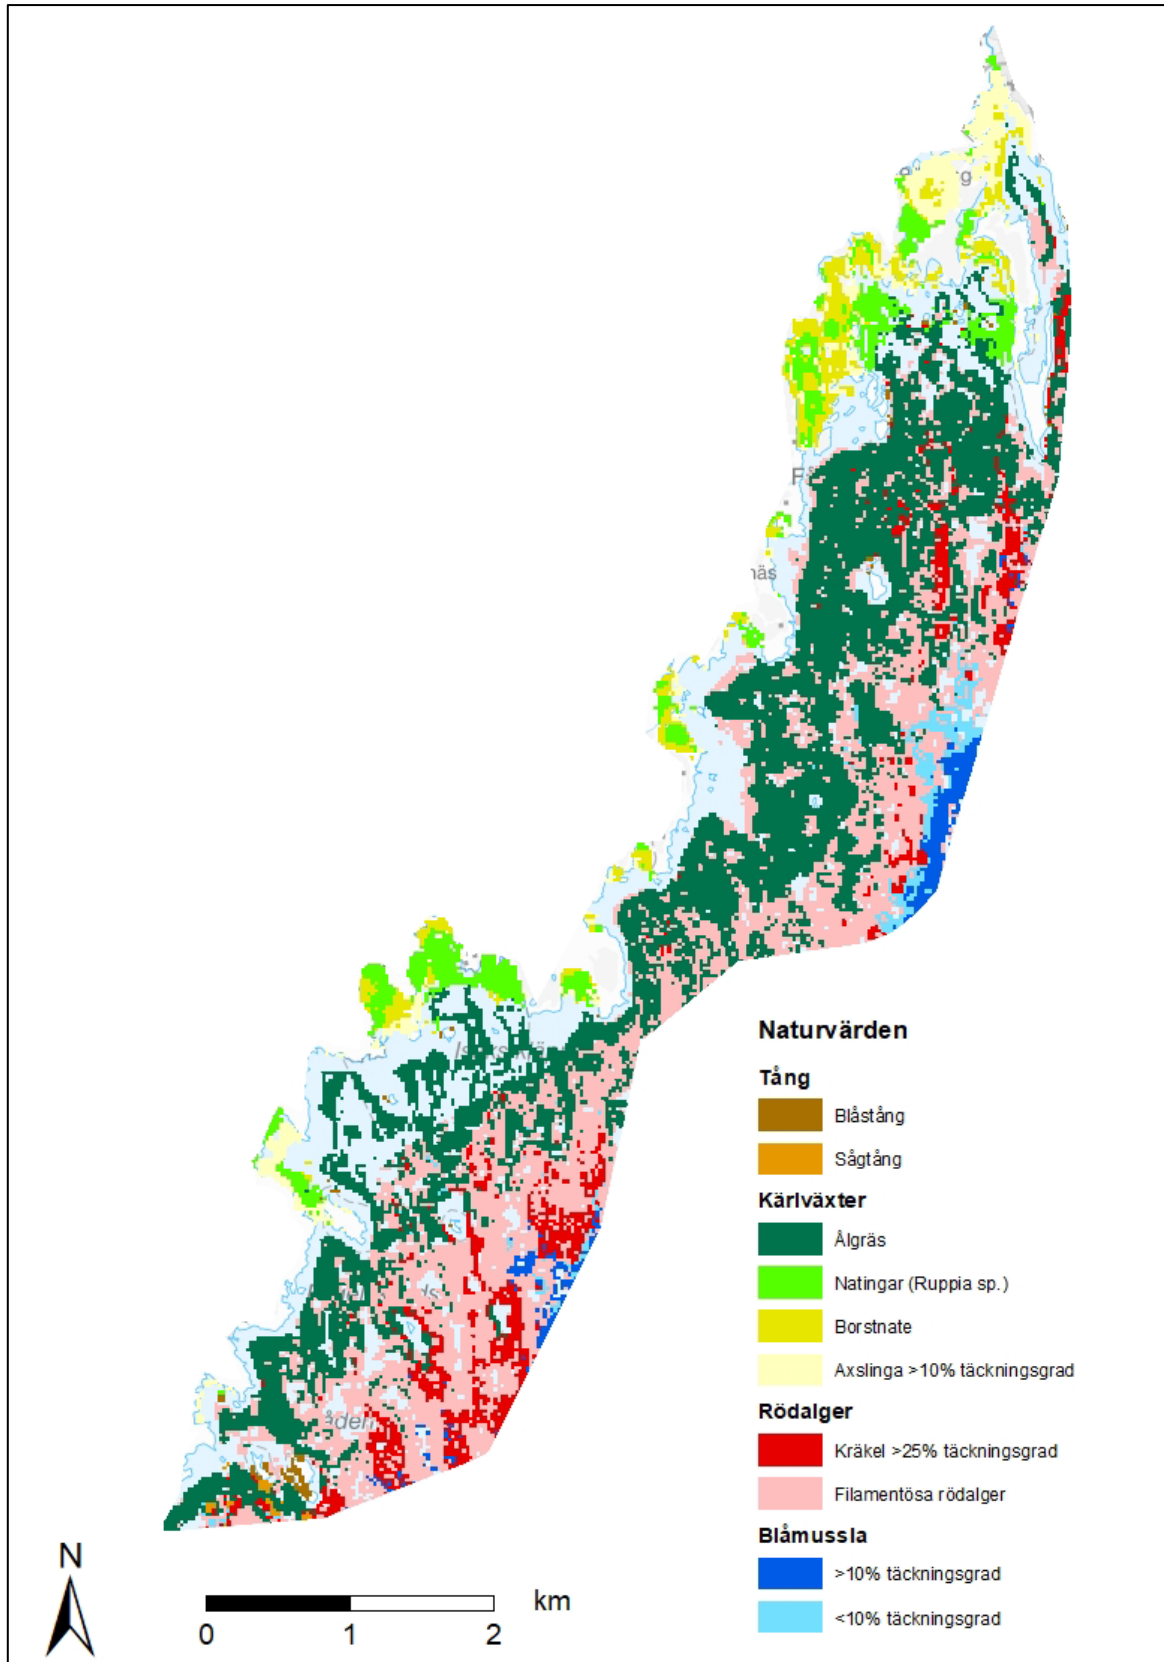 näs
Naturvärden
Tång
Blåstång
Sågtång
Kärlväxter
Ålgräs
Natingar (Ruppia sp.)
Borstnate
Axslinga >10% täckningsgrad
Rödalger
Kräkel >25% täckningsgrad
Filamentösa rödalger
Blåmussla
>10% täckningsgrad
<10% täckningsgrad
N
km
0 1 2